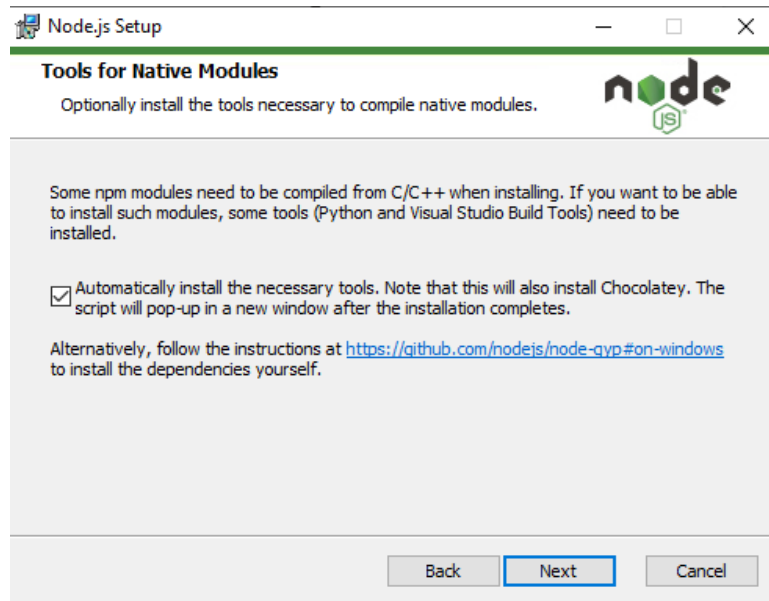 Node.js Setup
Tools for Native Modules
Optionally install the tools necessary to compile native modules.
node
JS
Some npm modules need to be compiled from C/C++ when installing. If you want to be able
to install such modules, some tools (Python and Visual Studio Build Tools) need to be
installed.
Automatically install the necessary tools. Note that this will also install Chocolatey. The
script will pop-up in a new window after the installation completes.
Alternatively, follow the instructions at https://github.com/nodejs/node-gyp#on-windows
to install the dependencies yourself.
Back Next Cancel